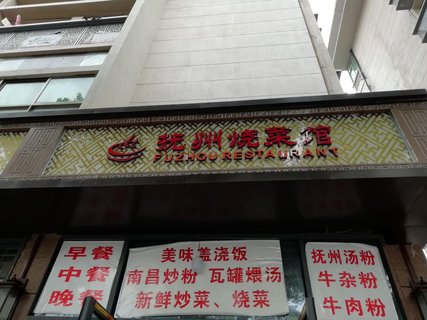 抚州烧菜馆
FUZHOU RESTAURANT
早餐
中餐
晚餐
美味盖浇饭
南昌炒粉 瓦罐煨汤
新鲜炒菜、烧菜
抚州汤粉
牛杂粉
牛肉粉